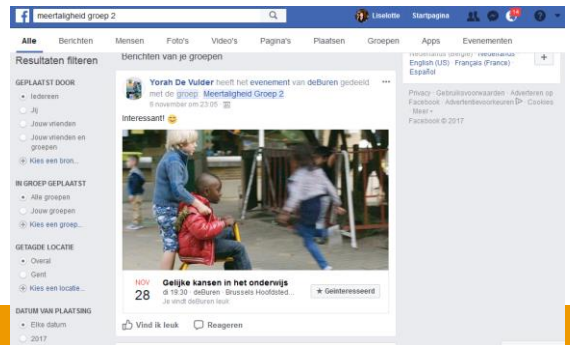 meertaligheid groep 2
Liselotte Startpagina
Alle Berichten Mensen Foto's Video's Pagina's Plaatsen Groepen Apps Evenementen
Resultaten filteren
GEPLAATST DOOR
Iedereen
Jij
Jouw vrienden
Jouw vrienden en
groepen
Kies een bron...
IN GROEP GEPLAATST
Alle groepen
Jouw groepen
Kies een groep...
GETAGDE LOCATIE
Overal
Gent
Kies een locatie...
DATUM VAN PLAATSING
Elke datum
2017
Berichten van je groepen
Yorah De Vulder heeft het evenement van deBuren gedeeld
met de groep: Meertaligheid Groep 2.
6 november om 23:05
Interessant!
NOV
28
Gelijke kansen in het onderwijs
di 19:30 · deBuren · Brussels Hoofdsted...
Je vindt deBuren leuk
Geïnteresseerd
Vind ik leuk Reageren
Nederlands (België) · Nederlands
English (US) · Français (France) ·
Español
Privacy · Gebruiksvoorwaarden · Adverteren op
Facebook · Advertentievoorkeuren · Cookies
· Meer
Facebook © 2017